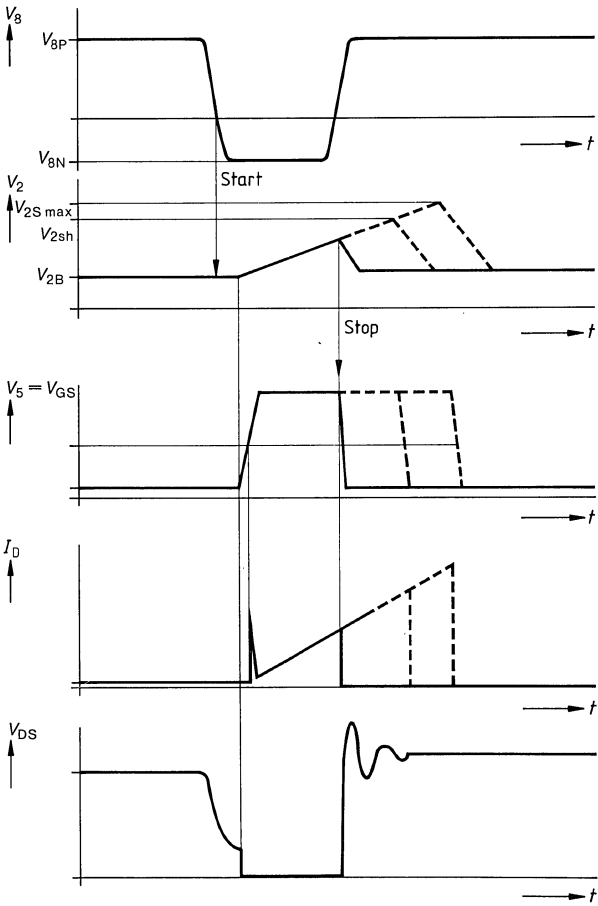 V8
V8P
t
V8N
Start
V2
V2S max
V2sh
V2B
t
Stop
V5 = VGS
t
ID
t
VDS
t